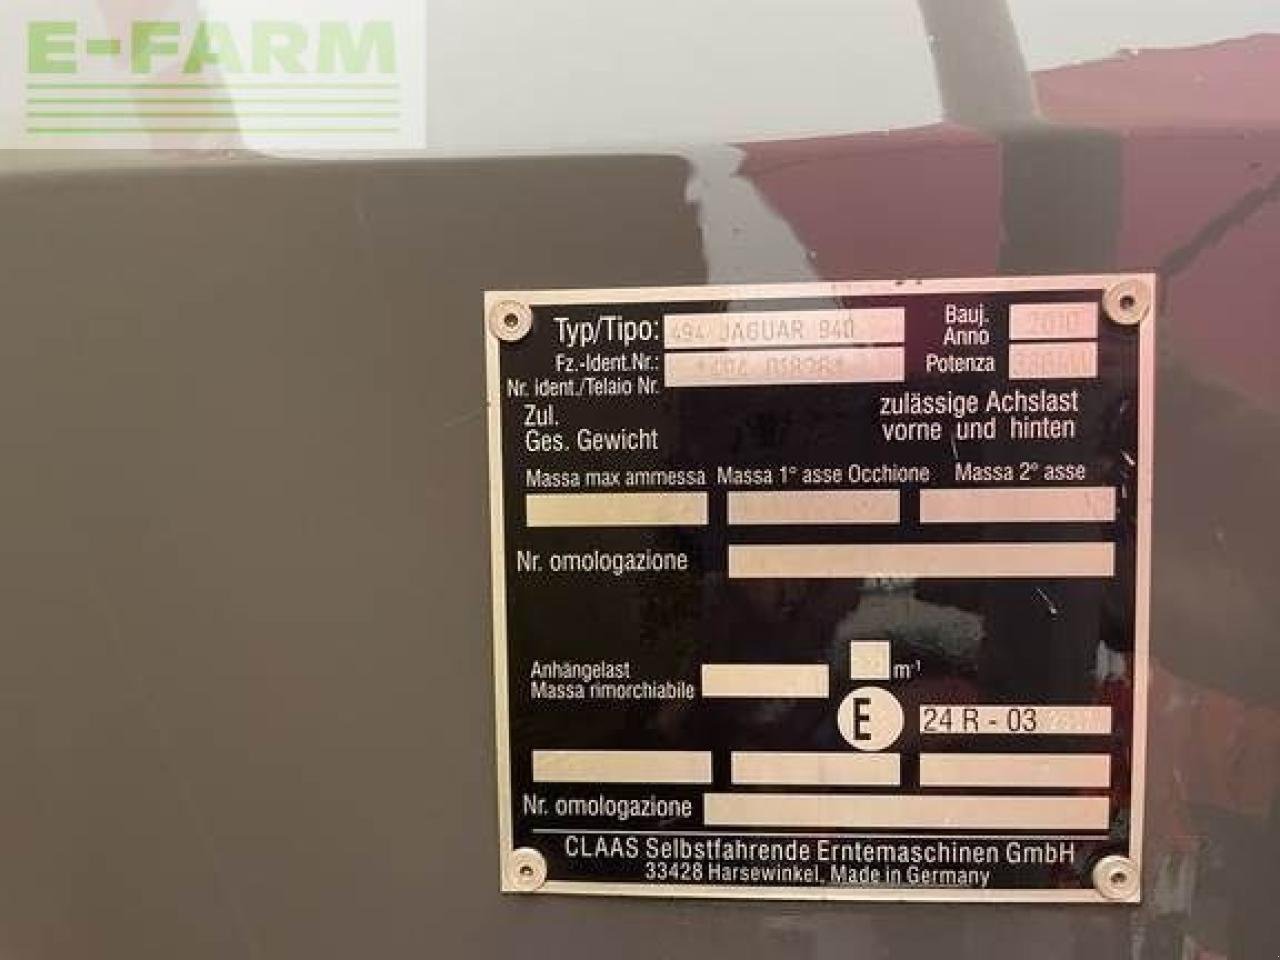 E-FARM
Typ/Tipo: 494 JAGUAR 940
Bauj. Anno 2010
Fz.-Ident.Nr.:
Nr. ident./Telaio Nr.
Potenza
Zul.
Ges. Gewicht
zulässige Achslast
vorne und hinten
Massa max ammessa Massa 1° asse Occhione Massa 2° asse
Nr. omologazione
Anhängelast
Massa rimorchiabile
m-1
E 24 R - 03
Nr. omologazione
CLAAS Selbstfahrende Erntemaschinen GmbH
33428 Harsewinkel, Made in Germany